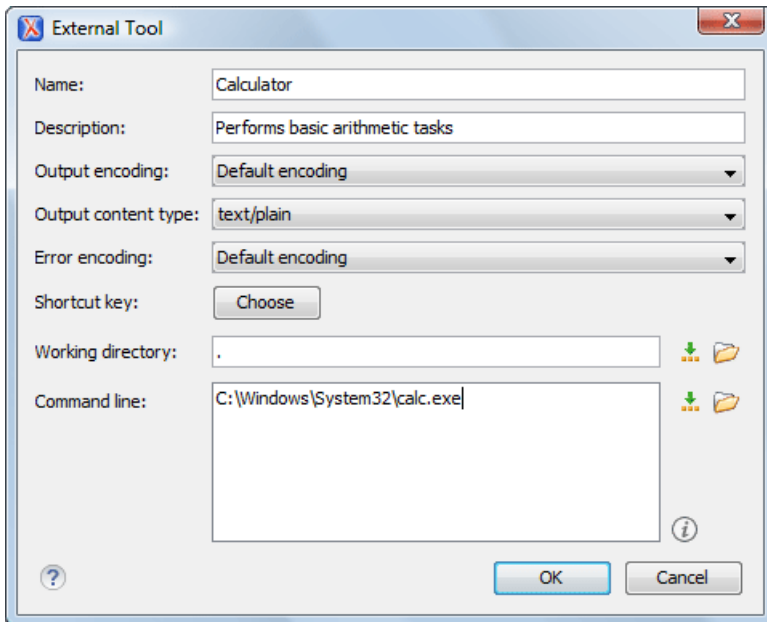 External Tool
Name: Calculator
Description: Performs basic arithmetic tasks
Output encoding: Default encoding
Output content type: text/plain
Error encoding: Default encoding
Shortcut key: Choose
Working directory: .
Command line: C:\Windows\System32\calc.exe
OK Cancel